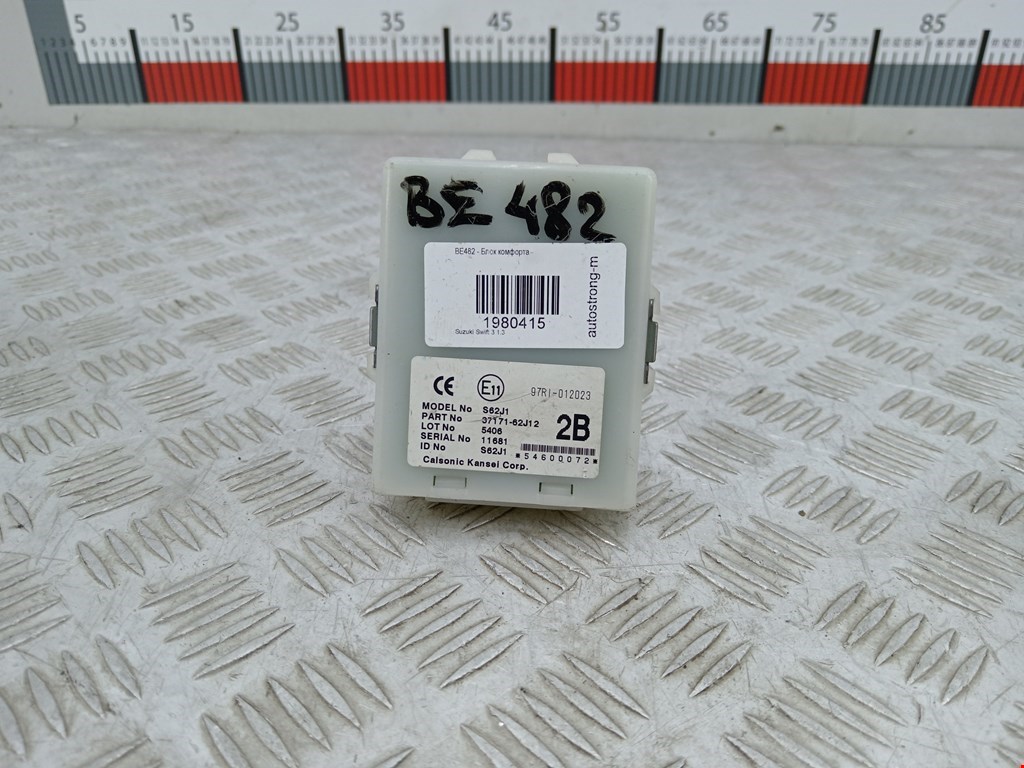 5 15 25 35 45 55 65 75 85
BE 482
BE482 - Блок комфорта -
1980415
Suzuki Swift 3 1.3
autostrong-m
CE E11 97RI-012023
MODEL No S62J1
PART No 37171-62J12
LOT No 5406
SERIAL No 11681
ID No S62J1
2B
*54600072*
Calsonic Kansei Corp.